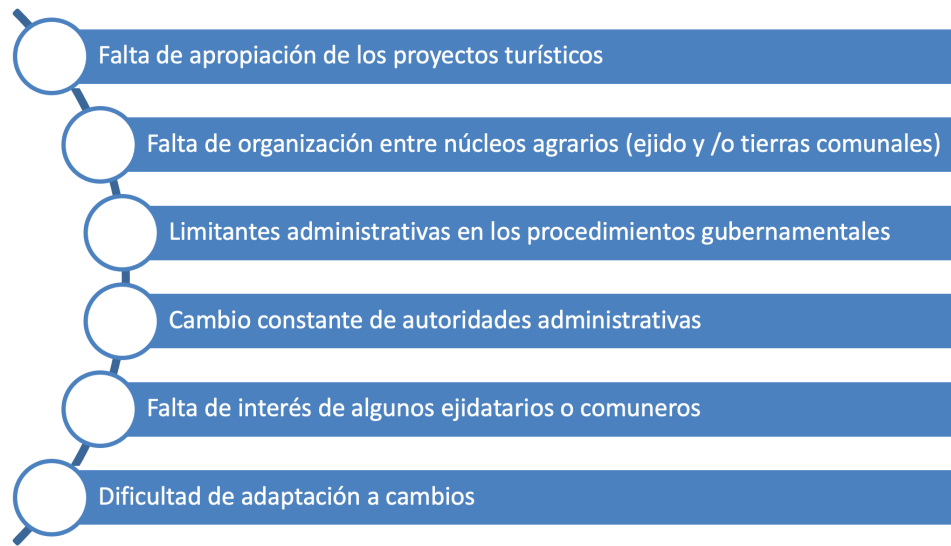 Falta de apropiación de los proyectos turísticos
Falta de organización entre núcleos agrarios (ejido y /o tierras comunales)
Limitantes administrativas en los procedimientos gubernamentales
Cambio constante de autoridades administrativas
Falta de interés de algunos ejidatarios o comuneros
Dificultad de adaptación a cambios